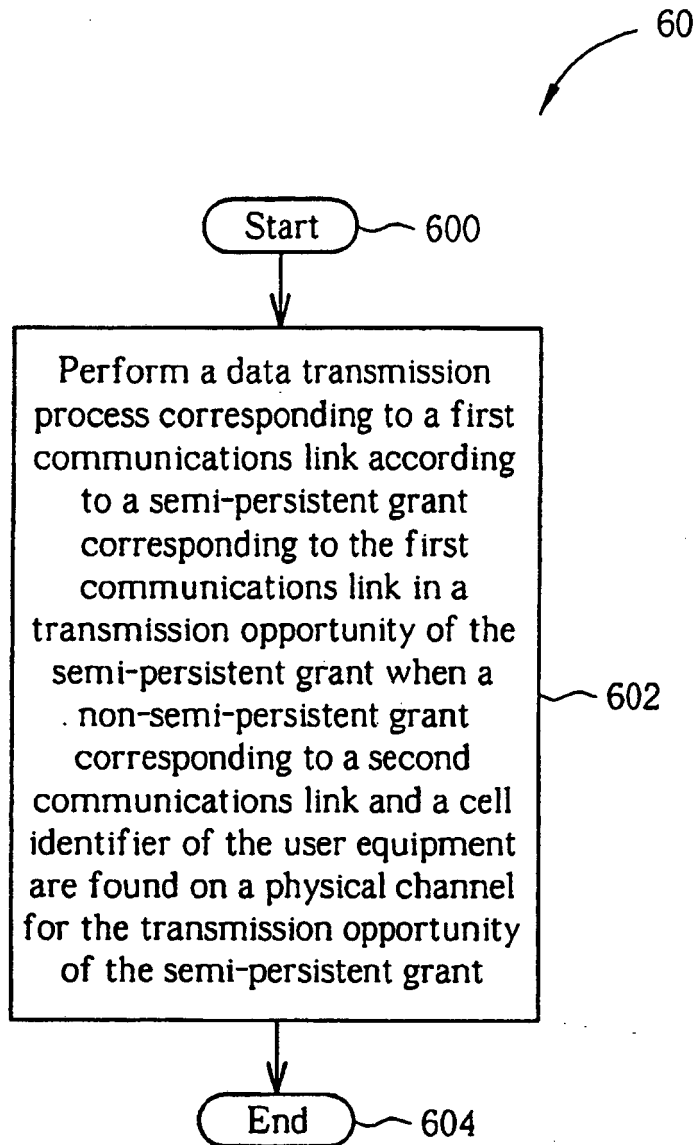 60
Start
600
Perform a data transmission
process corresponding to a first
communications link according
to a semi-persistent grant
corresponding to the first
communications link in a
transmission opportunity of the
semi-persistent grant when a
non-semi-persistent grant
corresponding to a second
communications link and a cell
identifier of the user equipment
are found on a physical channel
for the transmission opportunity
of the semi-persistent grant
602
End
604